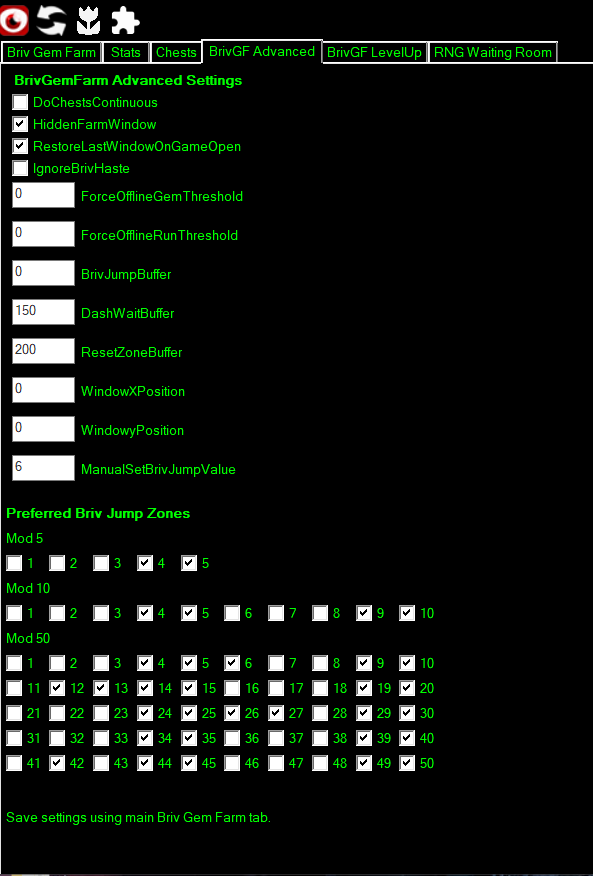 Briv Gem Farm Stats Chests BrivGF Advanced BrivGF LevelUp RNG Waiting Room
BrivGemFarm Advanced Settings
DoChestsContinuous
HiddenFarmWindow
RestoreLastWindowOnGameOpen
IgnoreBrivHaste
0 ForceOfflineGemThreshold
0 ForceOfflineRunThreshold
0 BrivJumpBuffer
150 DashWaitBuffer
200 ResetZoneBuffer
0 WindowXPosition
0 WindowyPosition
6 ManualSetBrivJumpValue
Preferred Briv Jump Zones
Mod 5
1 2 3 4 5
Mod 10
1 2 3 4 5 6 7 8 9 10
Mod 50
1 2 3 4 5 6 7 8 9 10
11 12 13 14 15 16 17 18 19 20
21 22 23 24 25 26 27 28 29 30
31 32 33 34 35 36 37 38 39 40
41 42 43 44 45 46 47 48 49 50
Save settings using main Briv Gem Farm tab.